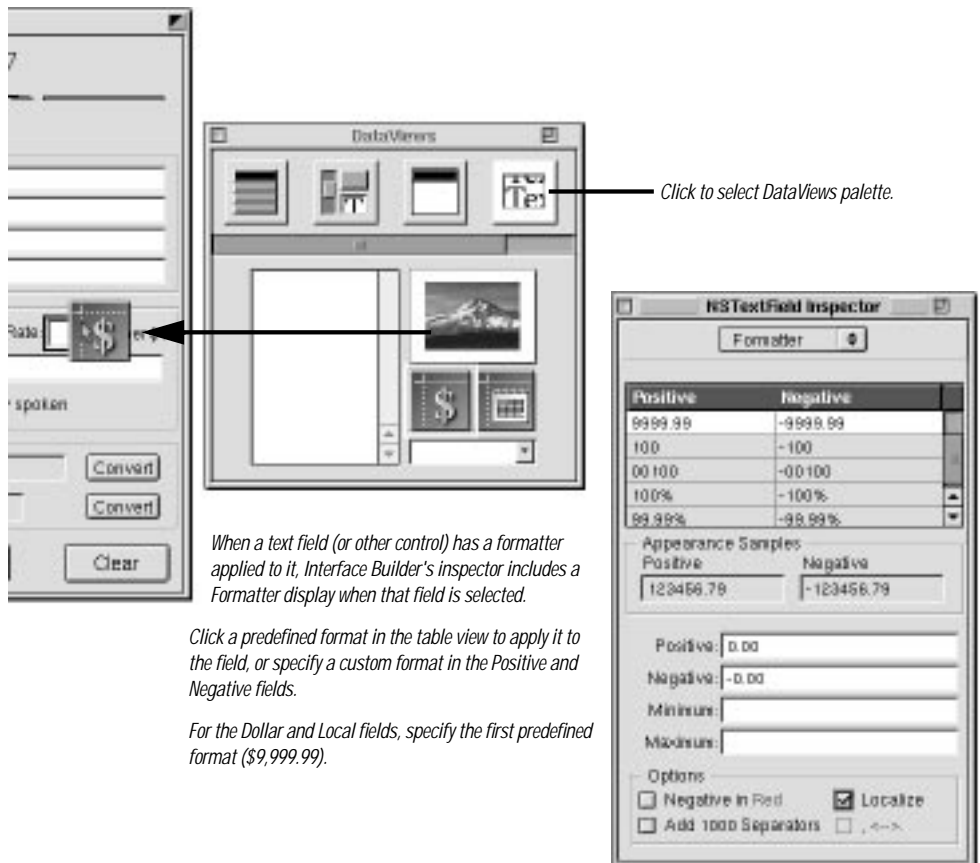 7
DataViews
T
Click to select DataViews palette.
Rate:
$
er $
$
spoken
Convert
Convert
Clear
When a text field (or other control) has a formatter
applied to it, Interface Builder's inspector includes a
Formatter display when that field is selected.
Click a predefined format in the table view to apply it to
the field, or specify a custom format in the Positive and
Negative fields.
For the Dollar and Local fields, specify the first predefined
format ($9,999.99).
NSTextField Inspector
Formatter
Positive Negative
9999.99 -9999.99
100 -100
00100 -00100
100% -100%
99.99% -99.99%
Appearance Samples
Positive Negative
123456.79 -123456.79
Positive: 0.00
Negative: -0.00
Minimum:
Maximum:
Options
Negative in Red Localize
Add 1000 Separators , <-->.